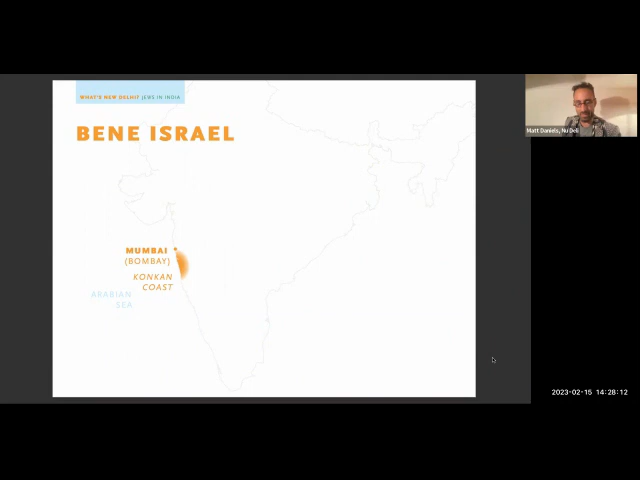 WHAT'S NEW DELHI? JEWS IN INDIA
BENE ISRAEL
MUMBAI
(BOMBAY)
KONKAN
COAST
ARABIAN
SEA
Matt Daniels, Nu Deli
2023-02-15 14:28:12